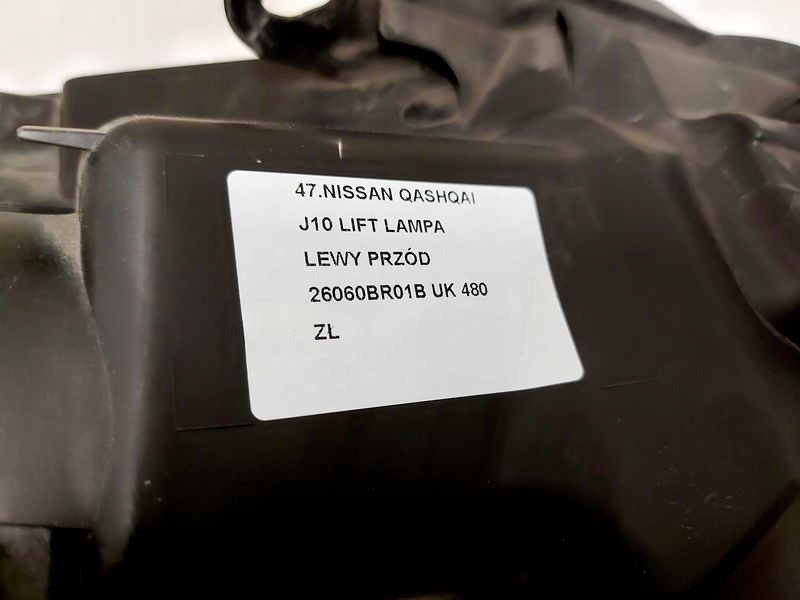 47.NISSAN QASHQAI
J10 LIFT LAMPA
LEWY PRZÓD
26060BR01B UK 480
ZŁ